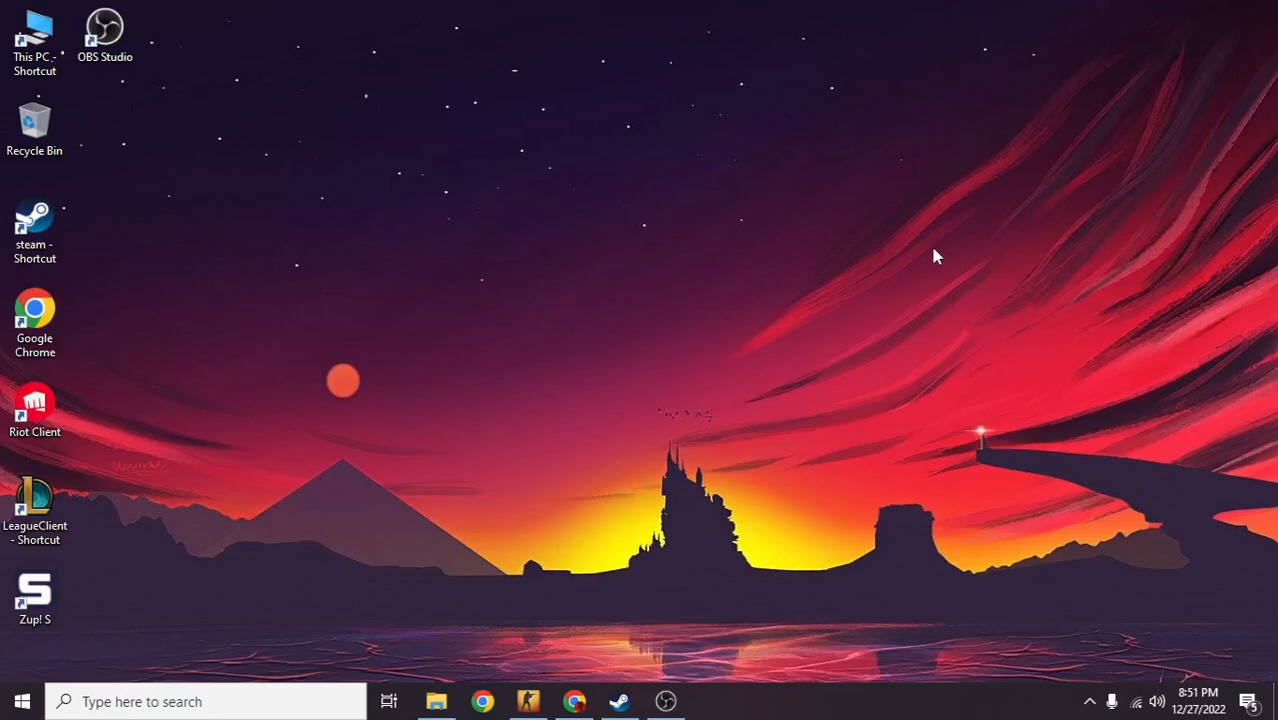 This PC - Shortcut
OBS Studio
Recycle Bin
steam - Shortcut
Google Chrome
Riot Client
LeagueClient - Shortcut
Zup! S
Type here to search
8:51 PM
12/27/2022
5